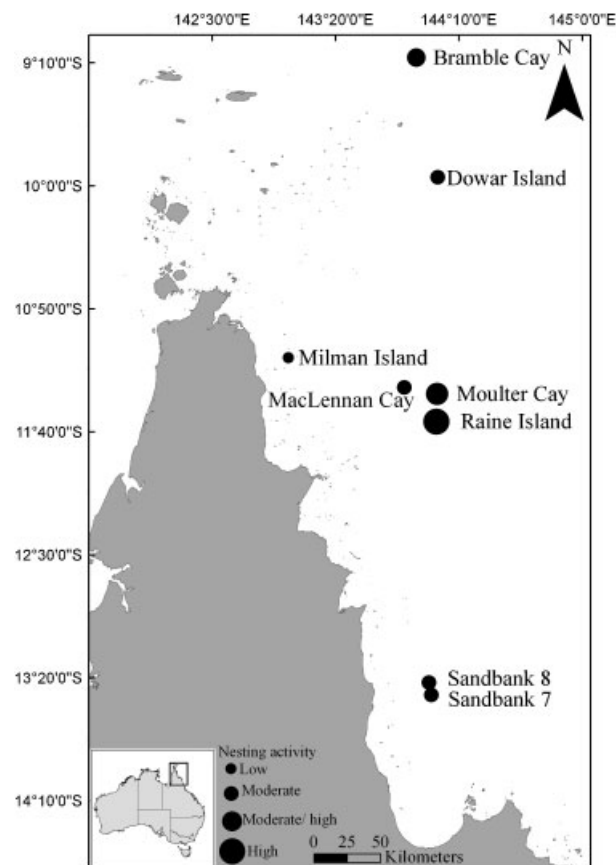 142°30'0"E 143°20'0"E 144°10'0"E 145°0'0"E
N
9°10'0"S
Bramble Cay
10°0'0"S
Dowar Island
10°50'0"S
Milman Island
MacLennan Cay
Moulter Cay
Raine Island
11°40'0"S
12°30'0"S
13°20'0"S
Sandbank 8
Sandbank 7
14°10'0"S
Nesting activity
Low
Moderate
Moderate/ high
High
0 25 50
Kilometers